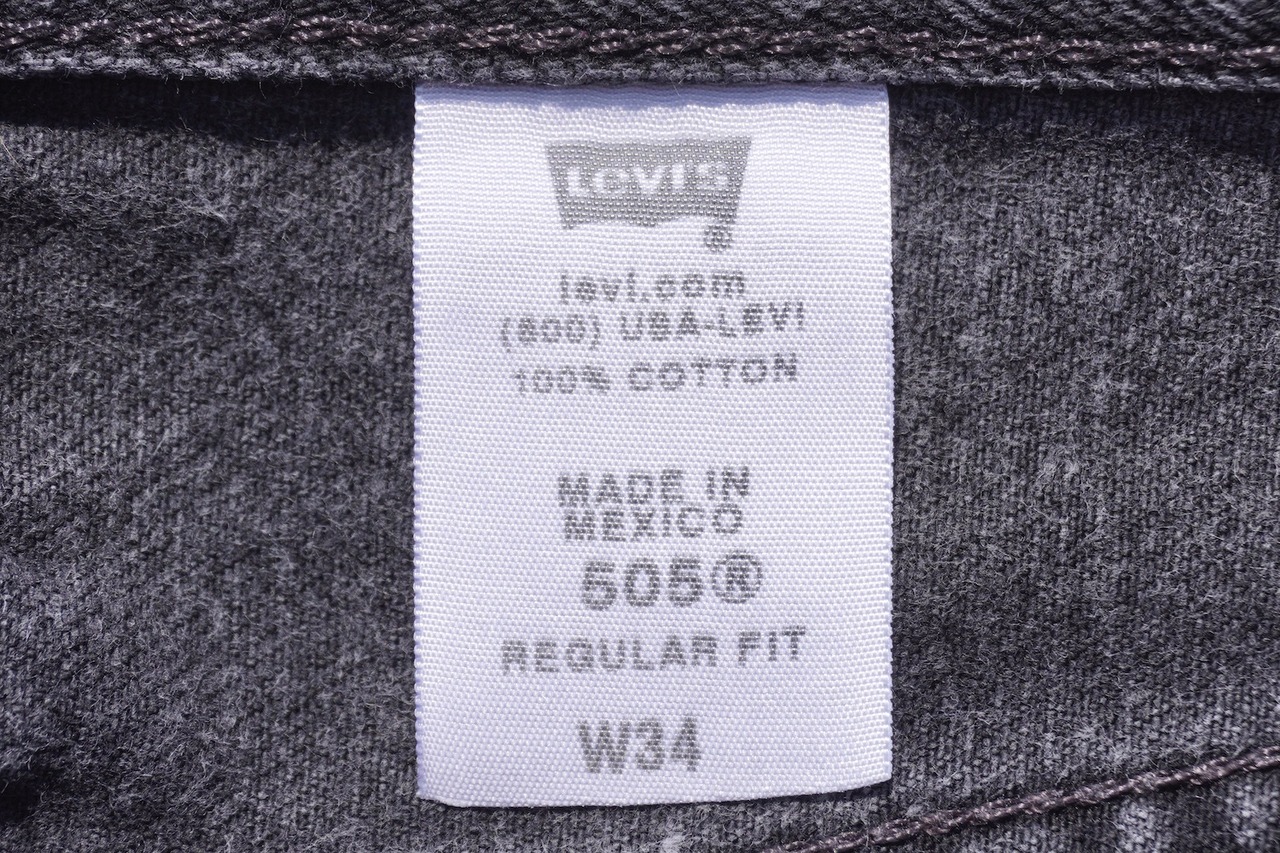 LEVI'S
®
levi.com
(800) USA-LEVI
100% COTTON
MADE IN
MEXICO
505®
REGULAR FIT
W34